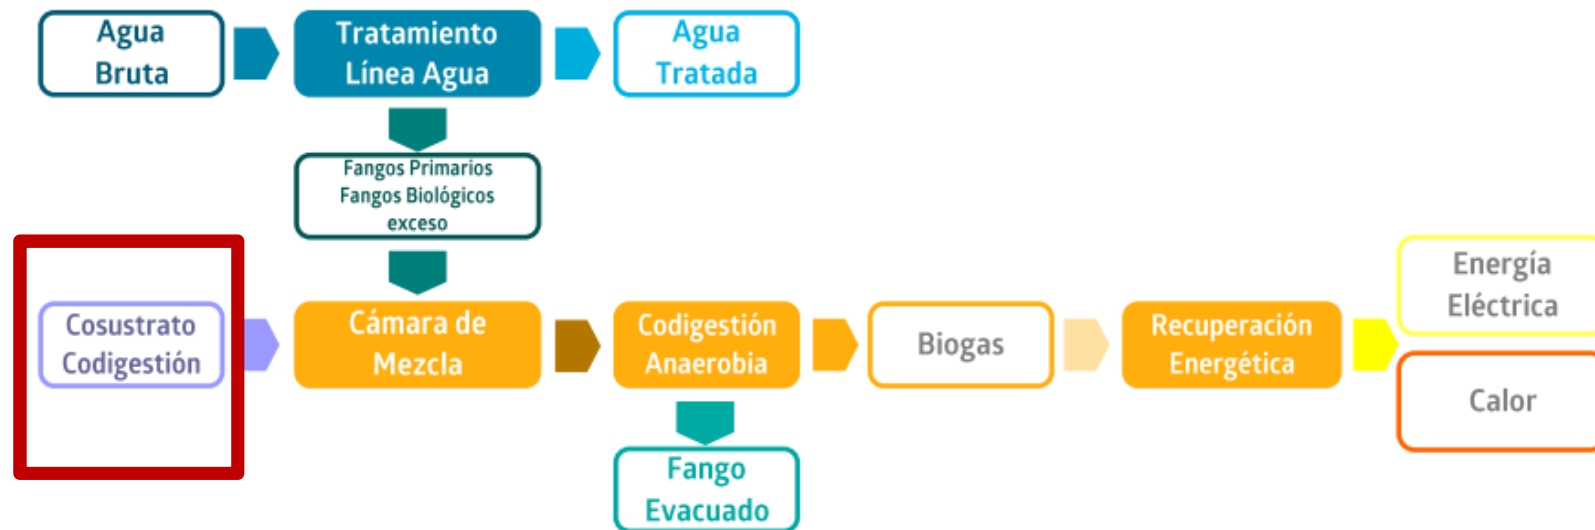 Agua
Bruta
Tratamiento
Línea Agua
Agua
Tratada
Fangos Primarios
Fangos Biológicos
exceso
Cosustrato
Codigestión
Cámara de
Mezcla
Codigestión
Anaerobia
Biogas
Recuperación
Energética
Energía
Eléctrica
Calor
Fango
Evacuado